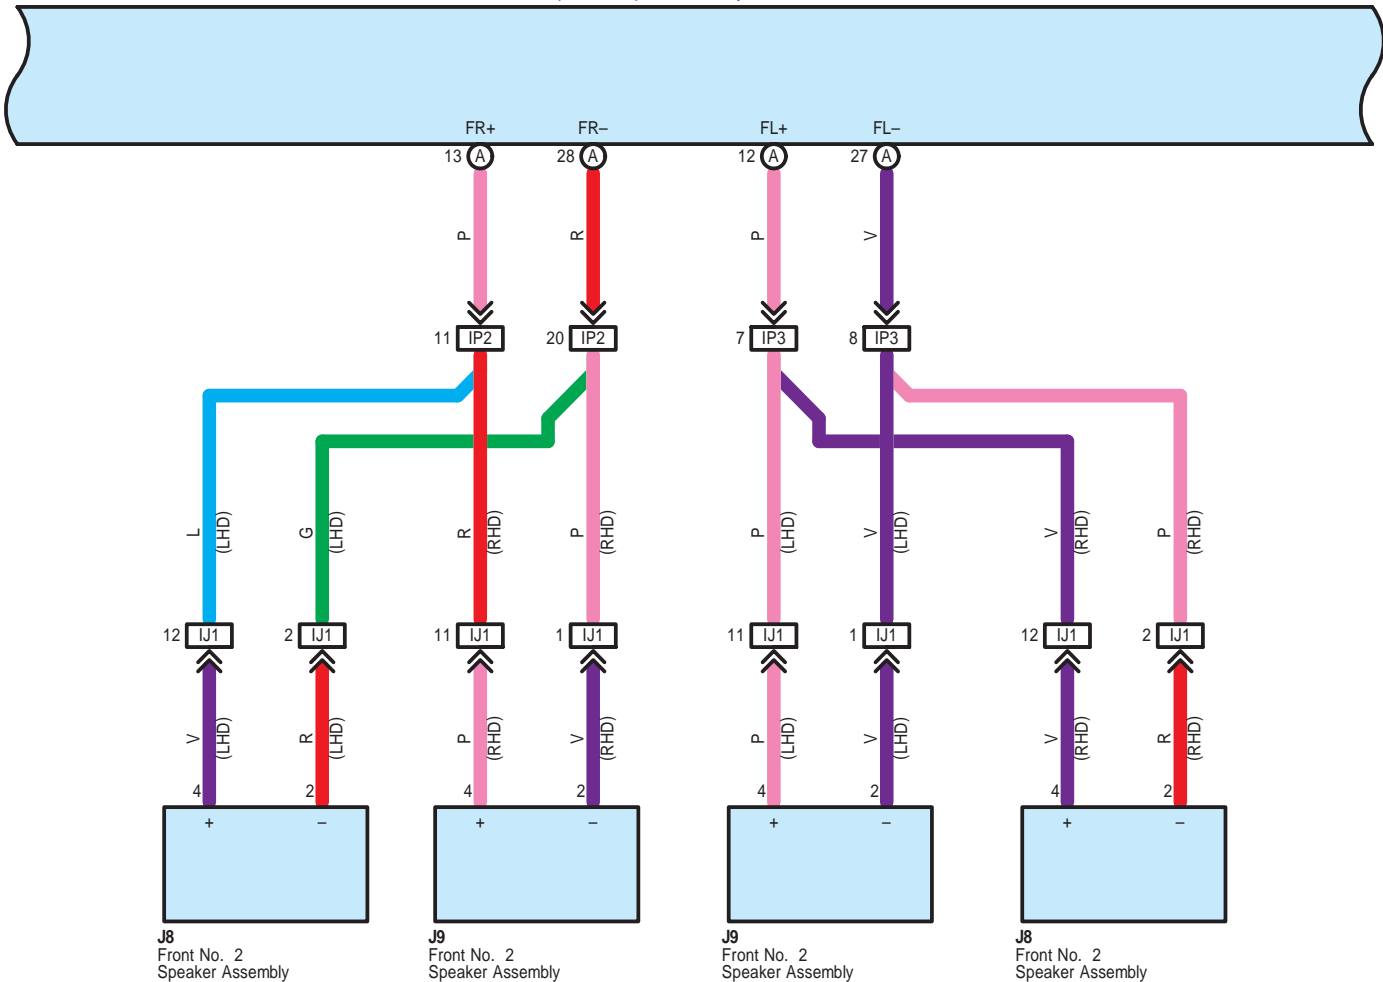 FR+ FR– FL+ FL–
13 A 28 A 12 A 27 A
P R P V
11 IP2 20 IP2 7 IP3 8 IP3
L (LHD) G (LHD) R (RHD) P (RHD) P (LHD) V (LHD) V (RHD) P (RHD)
12 IJ1 2 IJ1 11 IJ1 1 IJ1 11 IJ1 1 IJ1 12 IJ1 2 IJ1
V (LHD) R (LHD) P (RHD) V (RHD) P (LHD) V (LHD) V (RHD) R (RHD)
4 2 4 2 4 2 4 2
+ – + – + – + –
J8
Front No. 2
Speaker Assembly
J9
Front No. 2
Speaker Assembly
J9
Front No. 2
Speaker Assembly
J8
Front No. 2
Speaker Assembly